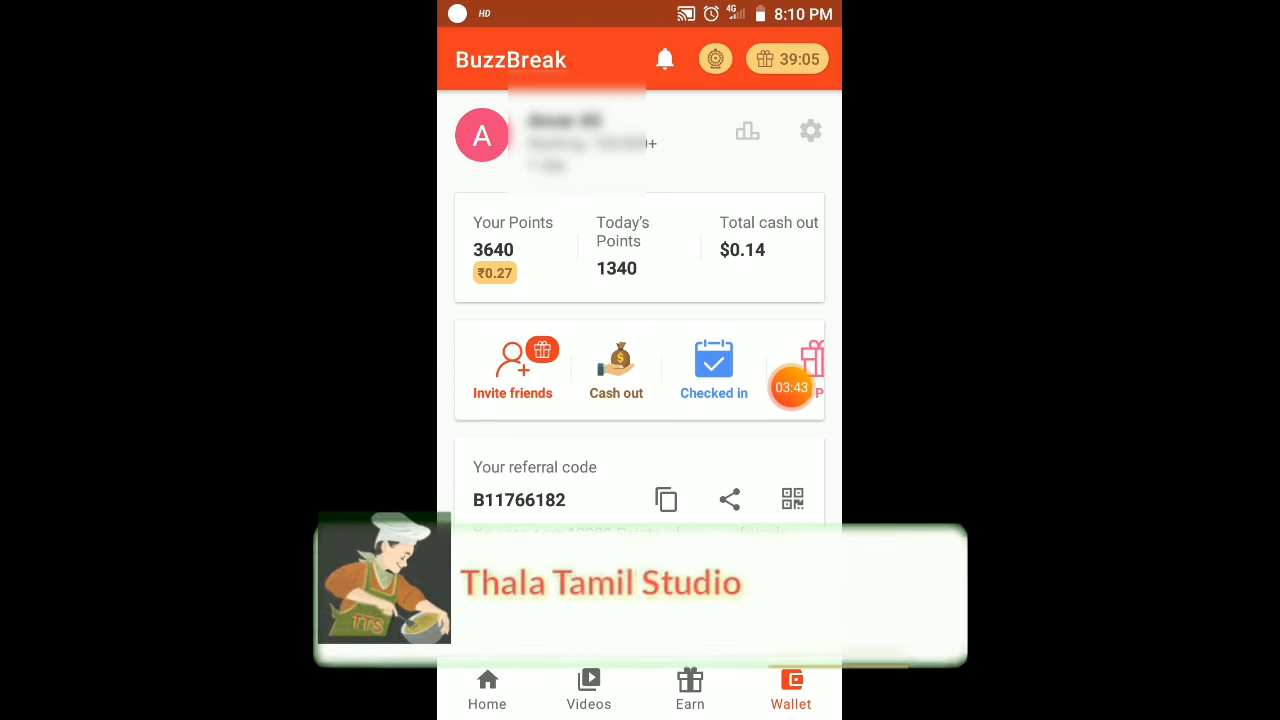 HD
4G
8:10 PM
BuzzBreak
39:05
A
+
Your Points
Today's
Points
Total cash out
3640
1340
$0.14
₹0.27
Invite friends
Cash out
Checked in
03:43
P
Your referral code
B11766182
Thala Tamil Studio
TTS
Home
Videos
Earn
Wallet